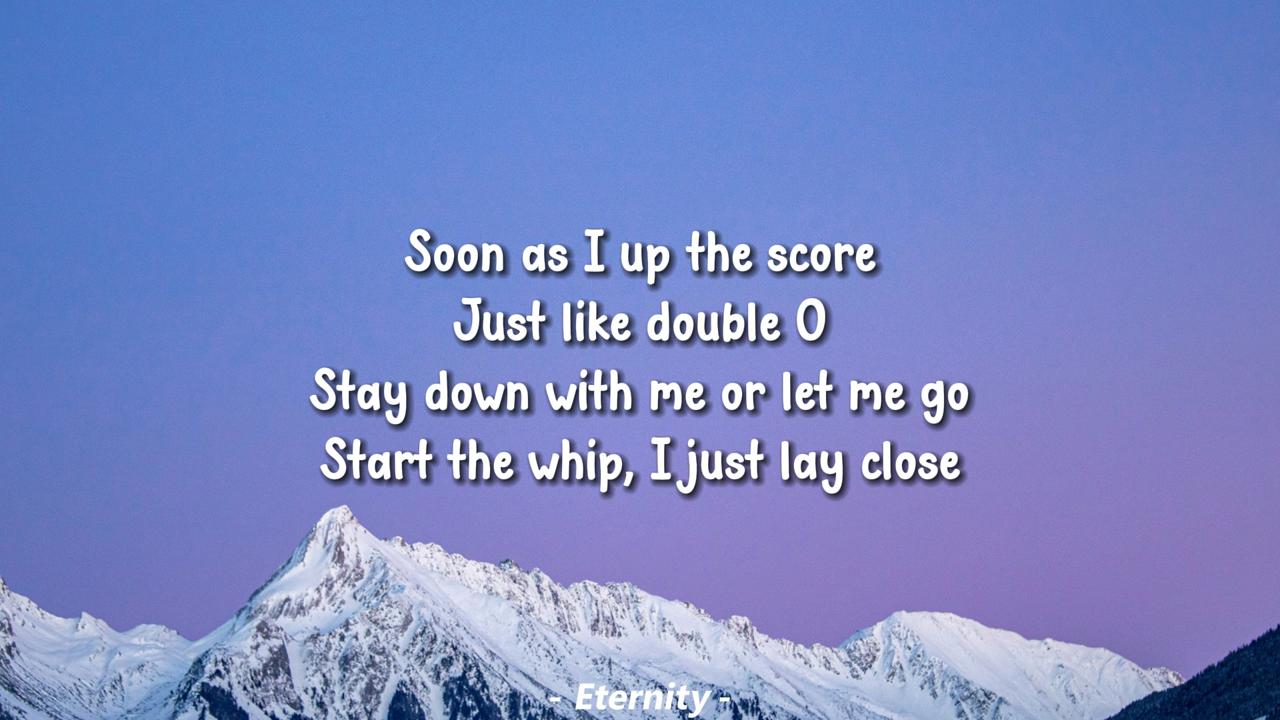 Soon as I up the score
Just like double O
Stay down with me or let me go
Start the whip, I just lay close
- Eternity -